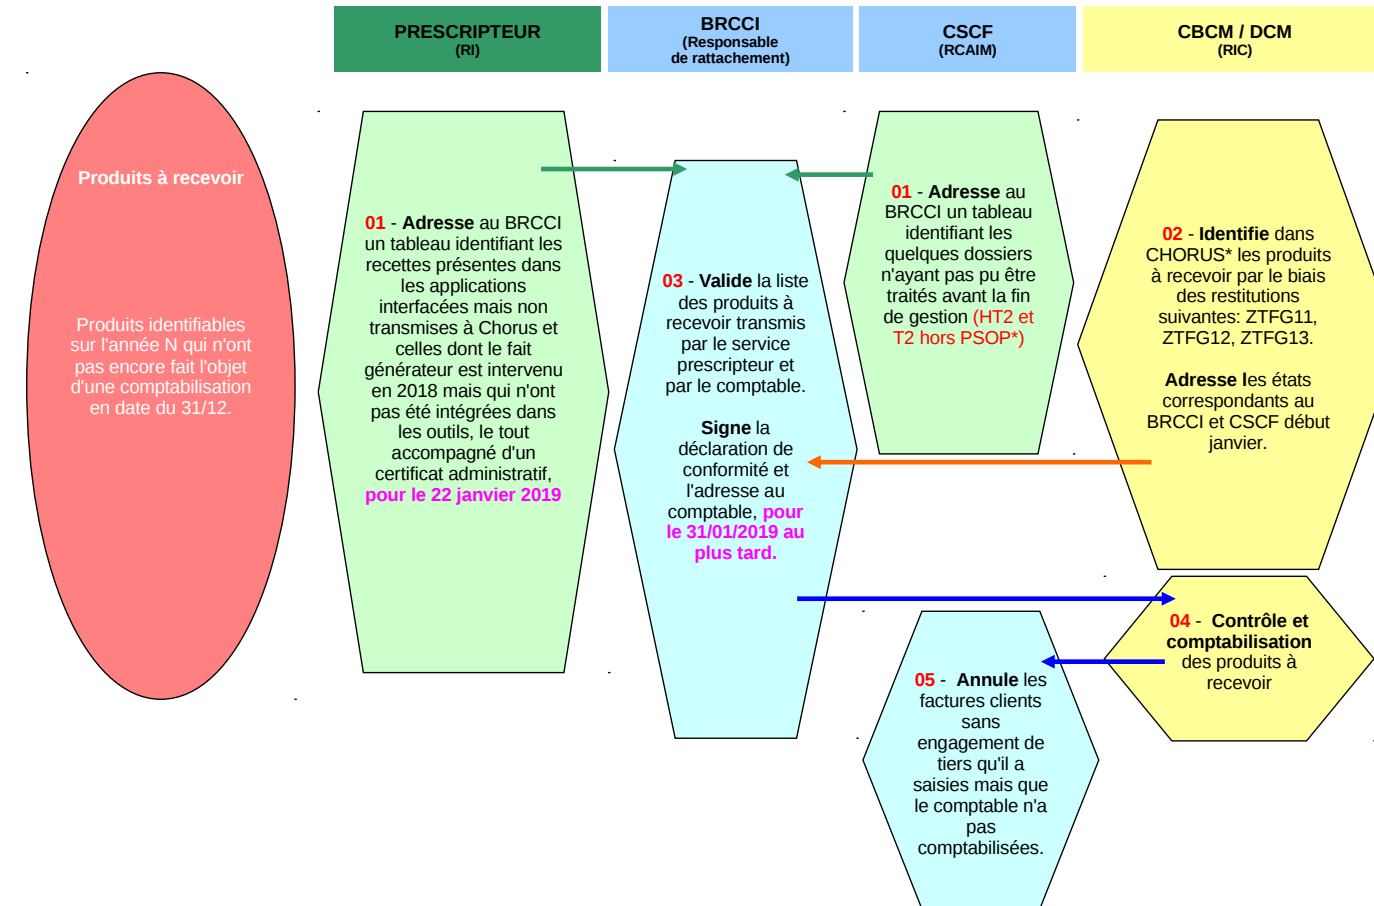 PRESCRIPTEUR
(RI)
BRCCI
(Responsable
de rattachement)
CSCF
(RCAIM)
CBCM / DCM
(RIC)
Produits à recevoir
Produits identifiables
sur l'année N qui n'ont
pas encore fait l'objet
d'une comptabilisation
en date du 31/12.
01 - Adresse au BRCCI
un tableau identifiant les
recettes présentes dans
les applications
interfacées mais non
transmises à Chorus et
celles dont le fait
générateur est intervenu
en 2018 mais qui n'ont
pas été intégrées dans
les outils, le tout
accompagné d'un
certificat administratif,
pour le 22 janvier 2019
03 - Valide la liste
des produits à
recevoir transmis
par le service
prescripteur et
par le comptable.
Signe la
déclaration de
conformité et
l'adresse au
comptable, pour
le 31/01/2019 au
plus tard.
01 - Adresse au
BRCCI un tableau
identifiant les
quelques dossiers
n'ayant pas pu être
traités avant la fin
de gestion (HT2 et
T2 hors PSOP*)
02 - Identifie dans
CHORUS* les produits
à recevoir par le biais
des restitutions
suivantes: ZTFG11,
ZTFG12, ZTFG13.
Adresse les états
correspondants au
BRCCI et CSCF début
janvier.
04 - Contrôle et
comptabilisation
des produits à
recevoir
05 - Annule les
factures clients
sans
engagement de
tiers qu'il a
saisies mais que
le comptable n'a
pas
comptabilisées.